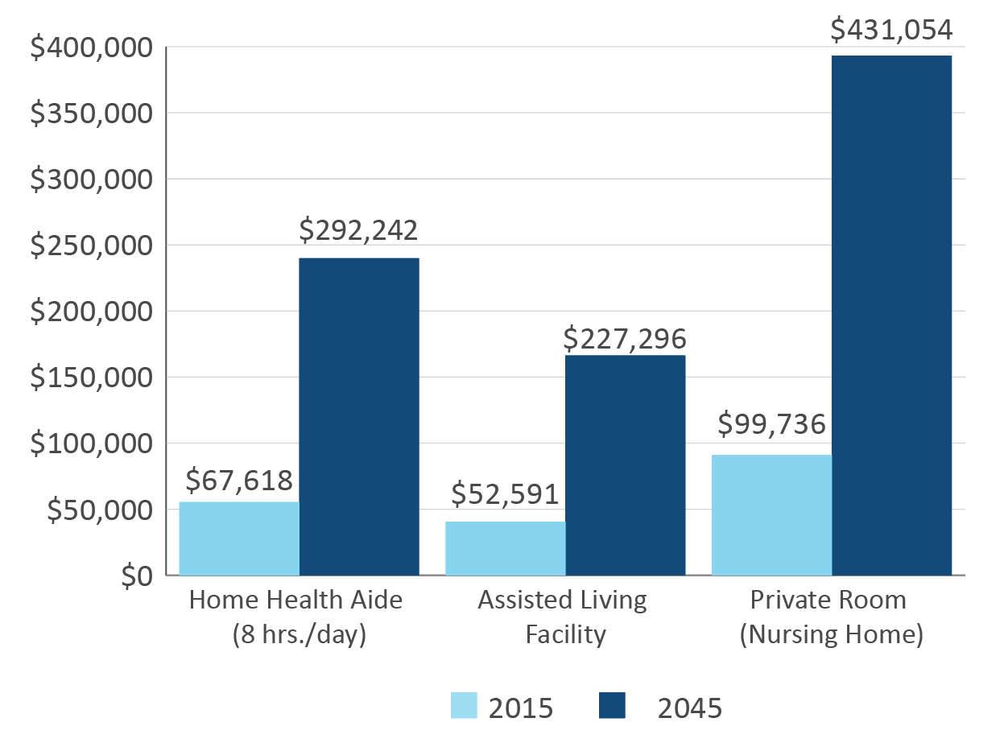 $431,054
$400,000
$350,000
$300,000
$292,242
$250,000
$200,000
$227,296
$150,000
$99,736
$100,000
$67,618
$52,591
$50,000
$0
Home Health Aide
(8 hrs./day)
Assisted Living
Facility
Private Room
(Nursing Home)
2015
2045